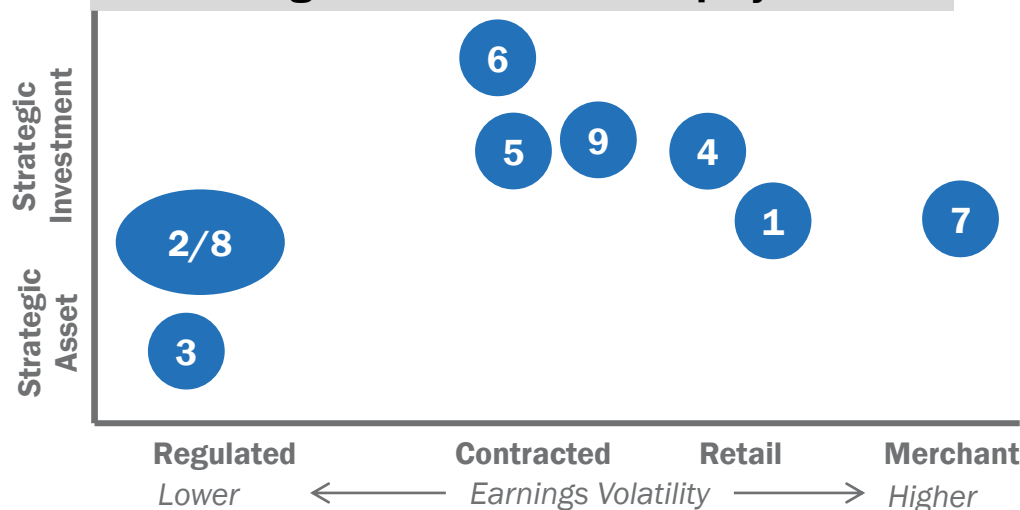 Strategic
Investment
Strategic
Asset
6
5
9
4
1
7
2/8
3
Regulated
Contracted
Retail
Merchant
Lower
Earnings Volatility
Higher